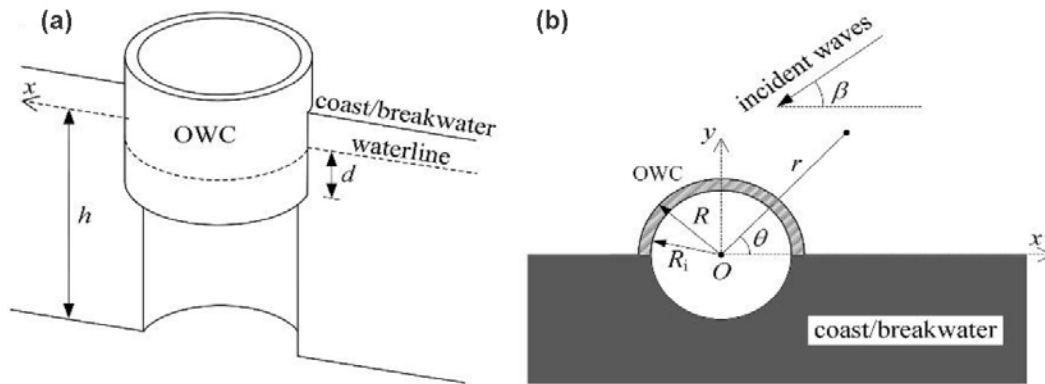 (a)
x
OWC
coast/breakwater
waterline
d
h
(b)
incident waves
β
y
r
OWC
R
θ
x
Ri
O
coast/breakwater